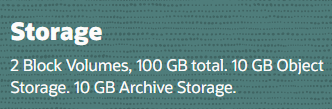 Storage
2 Block Volumes, 100 GB total. 10 GB Object
Storage. 10 GB Archive Storage.